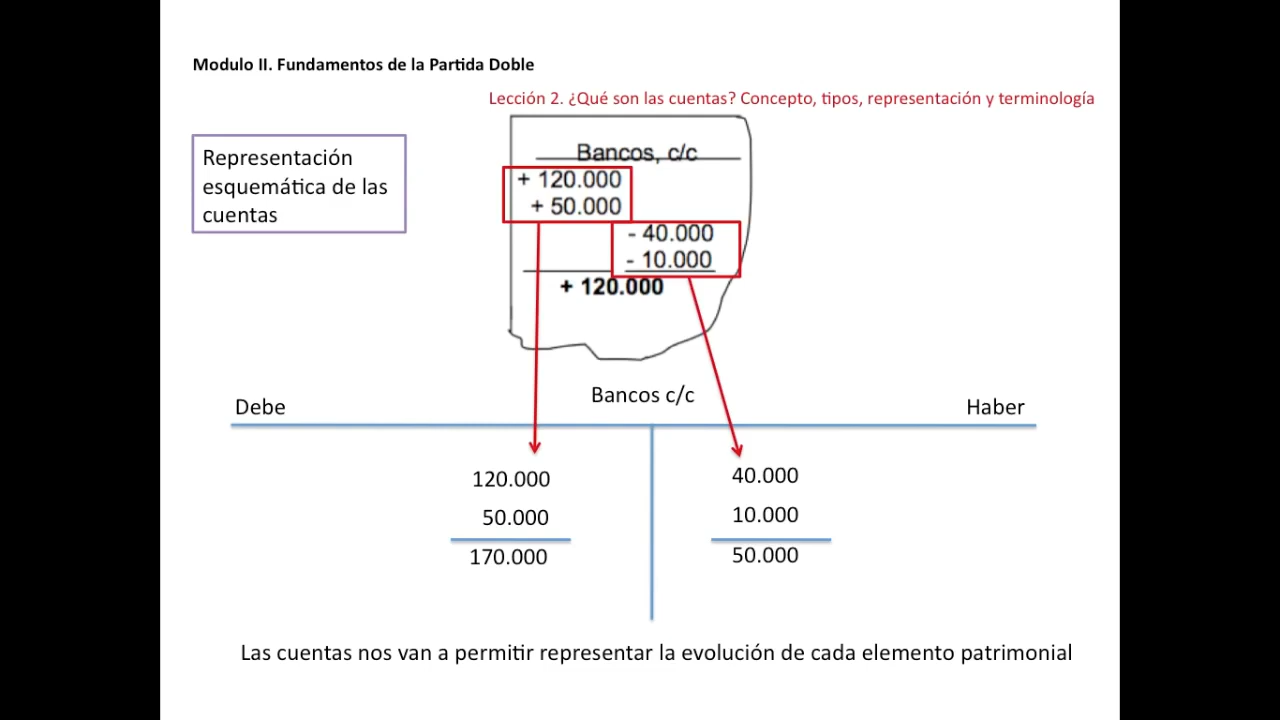 Modulo II. Fundamentos de la Partida Doble
Lección 2. ¿Qué son las cuentas? Concepto, tipos, representación y terminología
Representación
esquemática de las
cuentas
Bancos, c/c
+ 120.000
+ 50.000
- 40.000
- 10.000
+ 120.000
Debe
Bancos c/c
Haber
120.000
40.000
50.000
10.000
170.000
50.000
Las cuentas nos van a permitir representar la evolución de cada elemento patrimonial